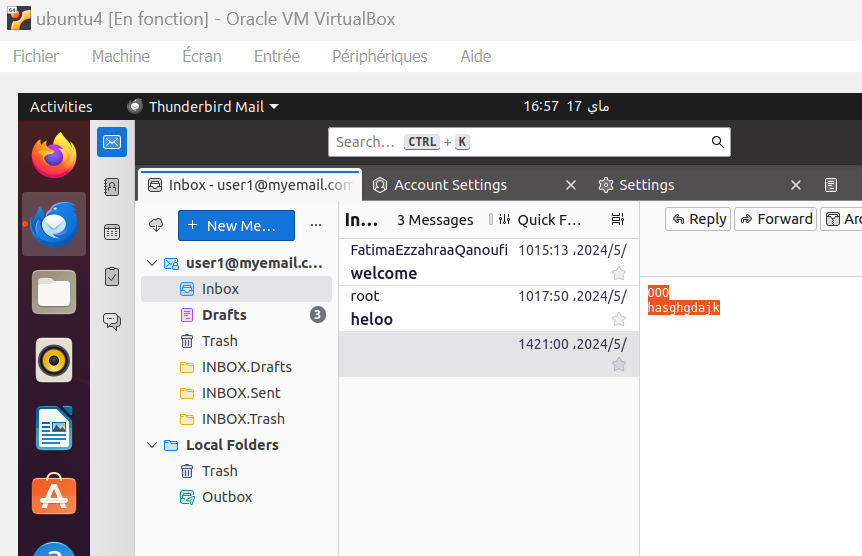 ubuntu4 [En fonction] - Oracle VM VirtualBox
Fichier Machine Écran Entrée Périphériques Aide
Activities Thunderbird Mail 16:57 17 ماي
Search... CTRL + K
Inbox - user1@myemail.com Account Settings Settings
New Me... ...
In... 3 Messages Quick F...
Reply Forward Arc
user1@myemail.c...
Inbox
Drafts 3
Trash
INBOX.Drafts
INBOX.Sent
INBOX.Trash
Local Folders
Trash
Outbox
FatimaEzzahraaQanoufi 1015:13 ،2024/5/
welcome
root 1017:50 ،2024/5/
heloo
1421:00 ،2024/5/
000
hasghgdajk